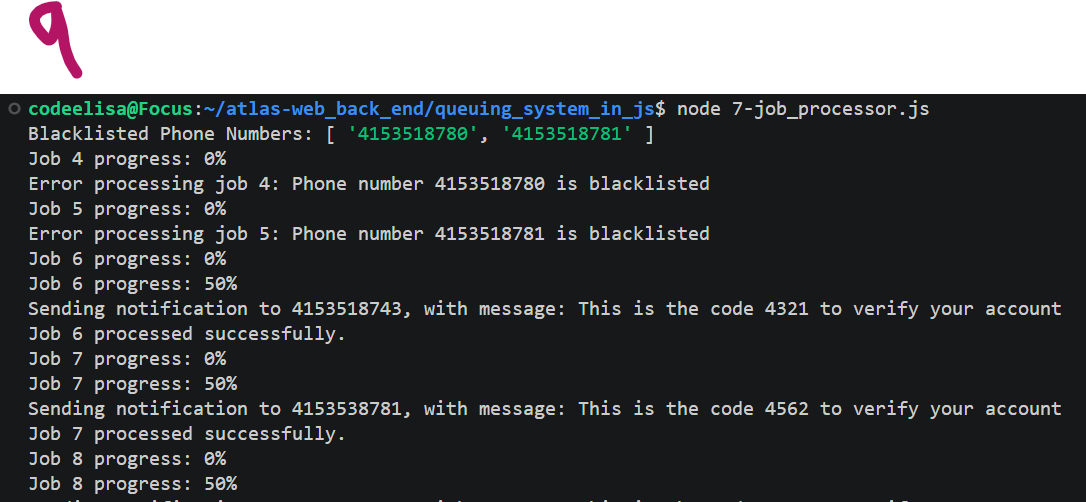 9
codeelisa@Focus:~/atlas-web_back_end/queuing_system_in_js$ node 7-job_processor.js
Blacklisted Phone Numbers: [ '4153518780', '4153518781' ]
Job 4 progress: 0%
Error processing job 4: Phone number 4153518780 is blacklisted
Job 5 progress: 0%
Error processing job 5: Phone number 4153518781 is blacklisted
Job 6 progress: 0%
Job 6 progress: 50%
Sending notification to 4153518743, with message: This is the code 4321 to verify your account
Job 6 processed successfully.
Job 7 progress: 0%
Job 7 progress: 50%
Sending notification to 4153538781, with message: This is the code 4562 to verify your account
Job 7 processed successfully.
Job 8 progress: 0%
Job 8 progress: 50%